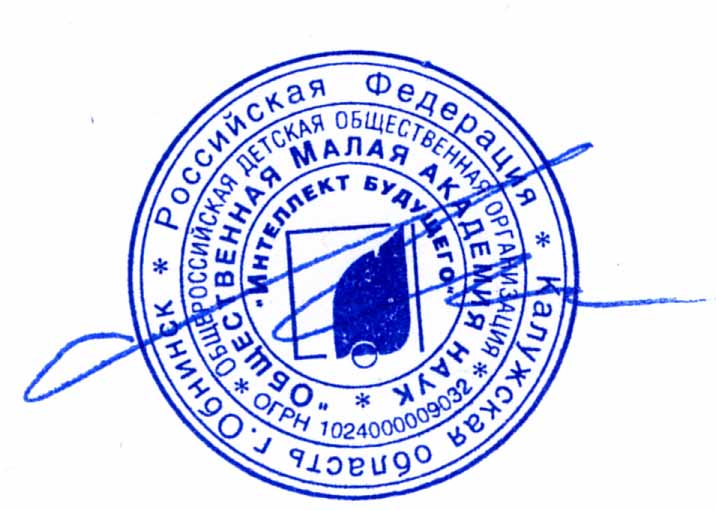 Российская Федерация * Калужская область г.Обнинск *
ОБЩЕРОССИЙСКАЯ ДЕТСКАЯ ОБЩЕСТВЕННАЯ ОРГАНИЗАЦИЯ
* ОГРН 1024000009032 *
"ОБЩЕСТВЕННАЯ МАЛАЯ АКАДЕМИЯ НАУК *
"ИНТЕЛЛЕКТ БУДУЩЕГО"